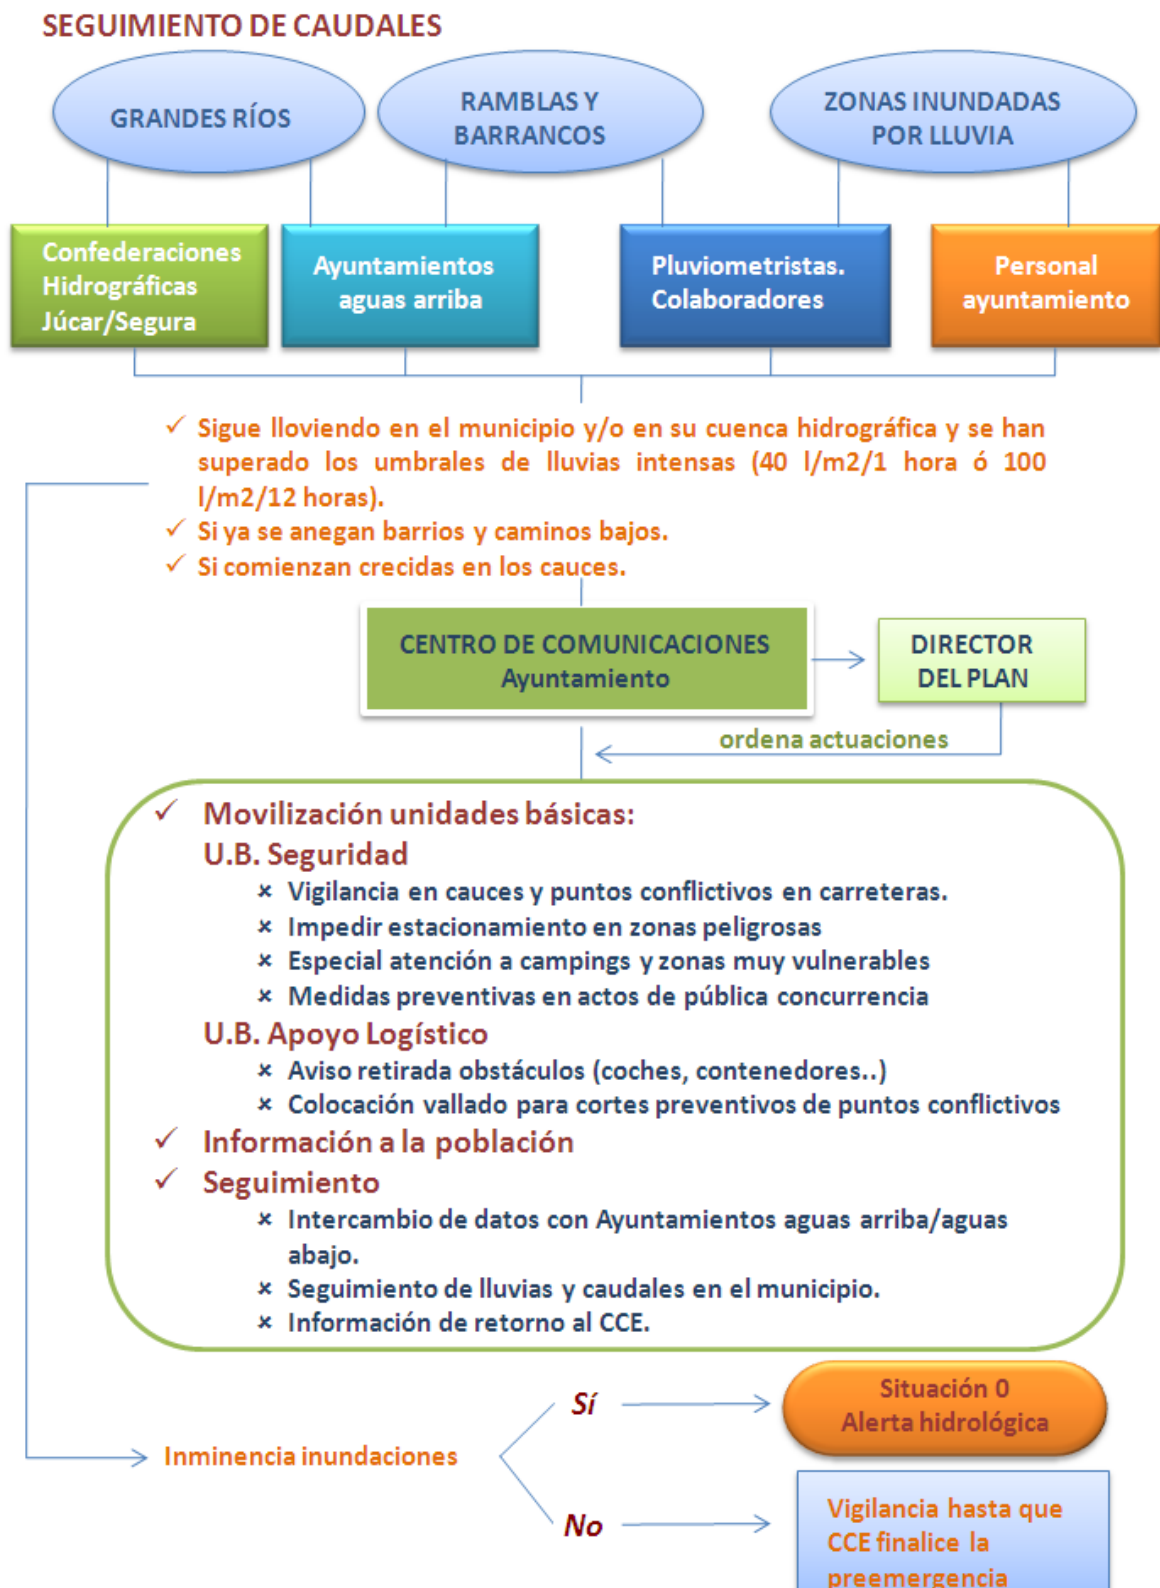 SEGUIMIENTO DE CAUDALES
GRANDES RÍOS
RAMBLAS Y
BARRANCOS
ZONAS INUNDADAS
POR LLUVIA
Confederaciones
Hidrográficas
Júcar/Segura
Ayuntamientos
aguas arriba
Pluviometristas.
Colaboradores
Personal
ayuntamiento
✓ Sigue lloviendo en el municipio y/o en su cuenca hidrográfica y se han
superado los umbrales de lluvias intensas (40 l/m2/1 hora ó 100
l/m2/12 horas).
✓ Si ya se anegan barrios y caminos bajos.
✓ Si comienzan crecidas en los cauces.
CENTRO DE COMUNICACIONES
Ayuntamiento
DIRECTOR
DEL PLAN
ordena actuaciones
✓ Movilización unidades básicas:
U.B. Seguridad
× Vigilancia en cauces y puntos conflictivos en carreteras.
× Impedir estacionamiento en zonas peligrosas
× Especial atención a campings y zonas muy vulnerables
× Medidas preventivas en actos de pública concurrencia
U.B. Apoyo Logístico
× Aviso retirada obstáculos (coches, contenedores..)
× Colocación vallado para cortes preventivos de puntos conflictivos
✓ Información a la población
✓ Seguimiento
× Intercambio de datos con Ayuntamientos aguas arriba/aguas
abajo.
× Seguimiento de lluvias y caudales en el municipio.
× Información de retorno al CCE.
Inminencia inundaciones
Sí
Situación 0
Alerta hidrológica
No
Vigilancia hasta que
CCE finalice la
preemergencia